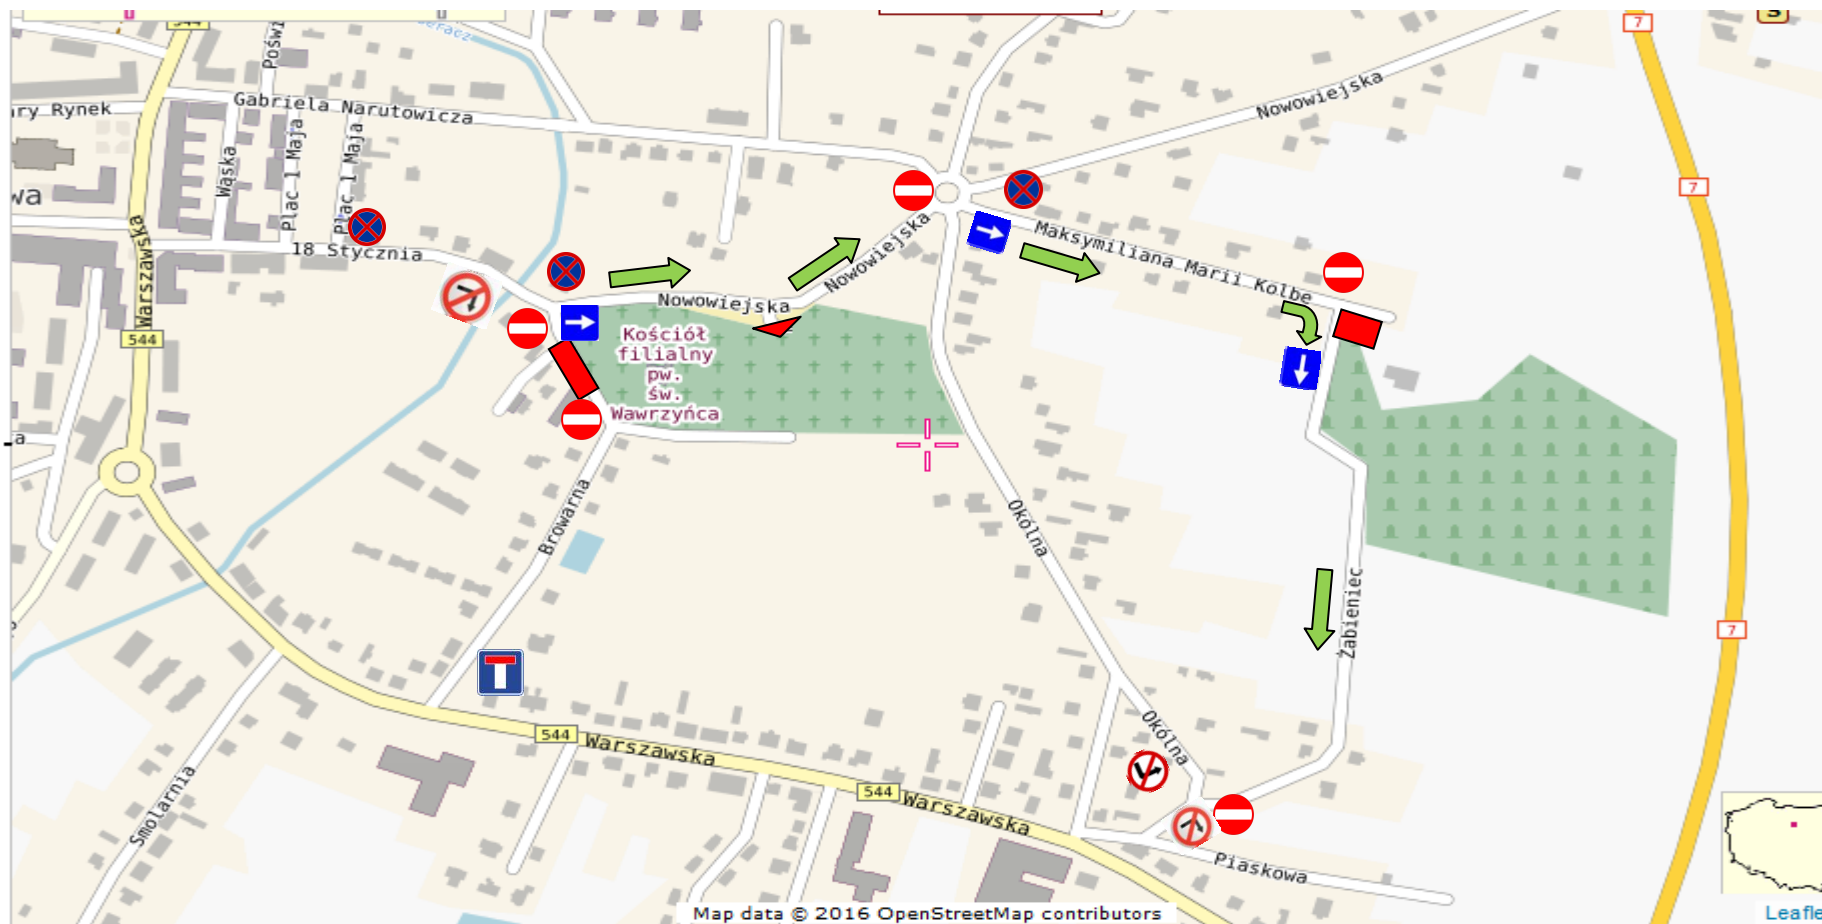 7
S
Gabriela Narutowicza
ary Rynek
Nowowiejska
Wąska
Plac 1 Maja
Plac 1 Maja
7
wa
Warszawska
18 Stycznia
Nowowiejska
Maksymiliana Marii Kolbe
Nowowiejska
544
Kościół
filialny
pw.
św.
Wawrzyńca
a
Browarna
Okólna
Żabieniec
7
544
Warszawska
Okólna
Smolarnia
544
Warszawska
Piaskowa
Map data © 2016 OpenStreetMap contributors
Leafle